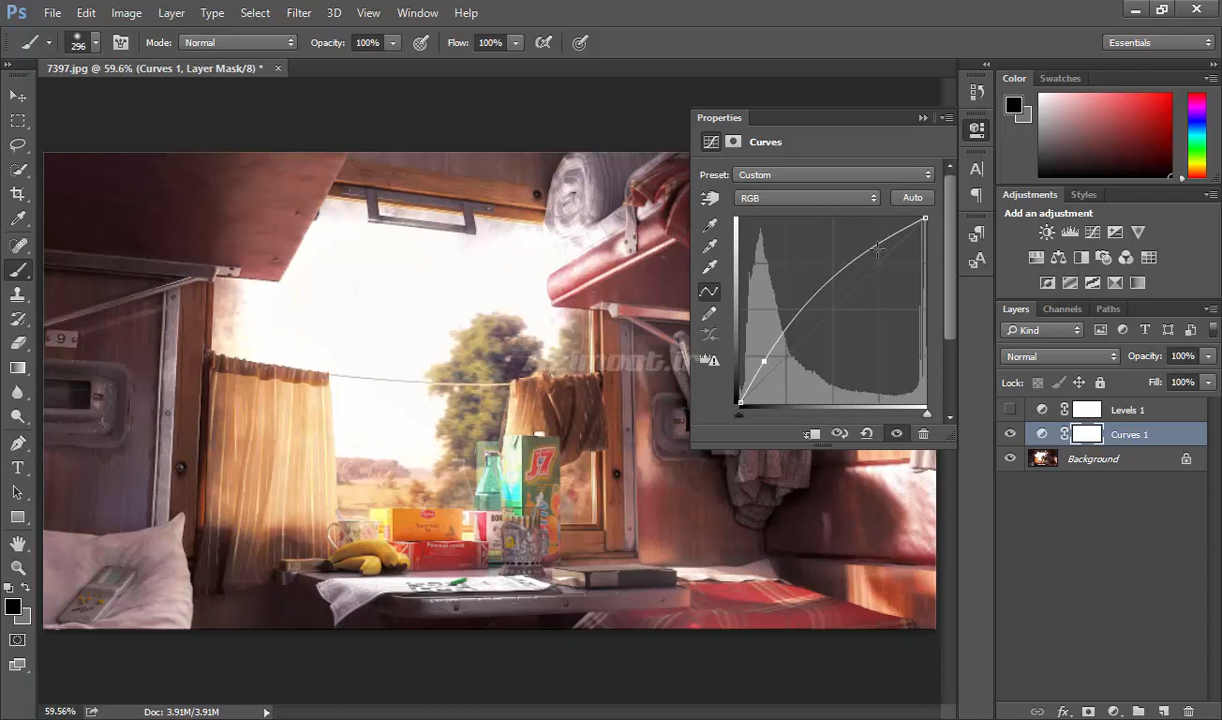 Ps File Edit Image Layer Type Select Filter 3D View Window Help
296 Mode: Normal Opacity: 100% Flow: 100% Essentials
7397.jpg @ 59.6% (Curves 1, Layer Mask/8) *
Color Swatches
Properties
Curves
Preset: Custom
RGB Auto
Adjustments Styles
Add an adjustment
Layers Channels Paths
Kind
Normal Opacity: 100%
Lock: Fill: 100%
Levels 1
Curves 1
Background
9
J7
59.56% Doc: 3.91M/3.91M